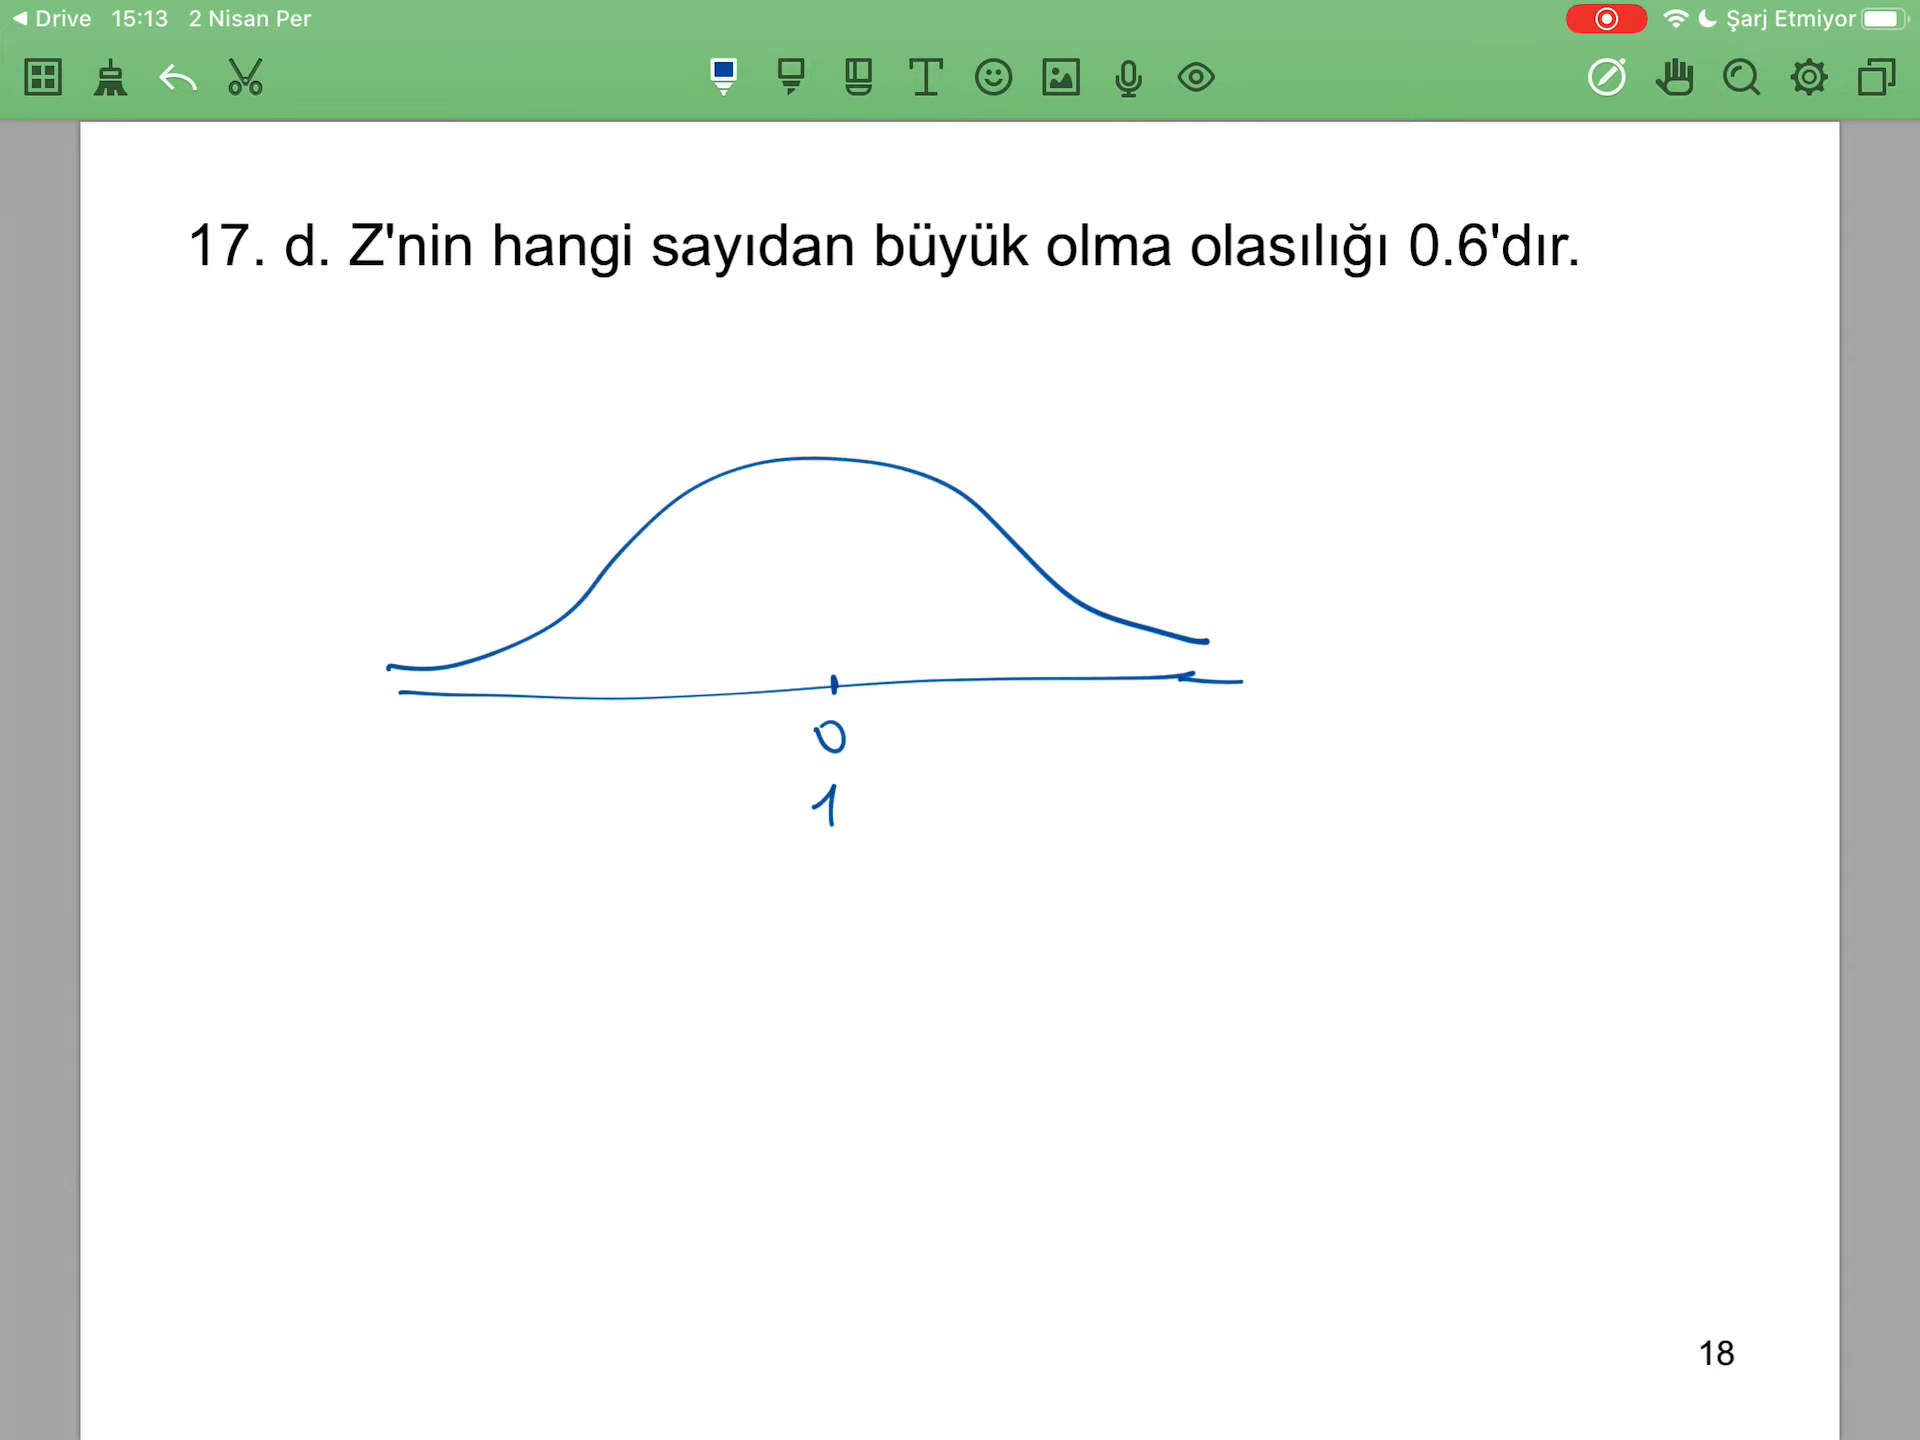 Drive 15:13 2 Nisan Per Şarj Etmiyor
17. d. Z'nin hangi sayıdan büyük olma olasılığı 0.6'dır.
0
1
18